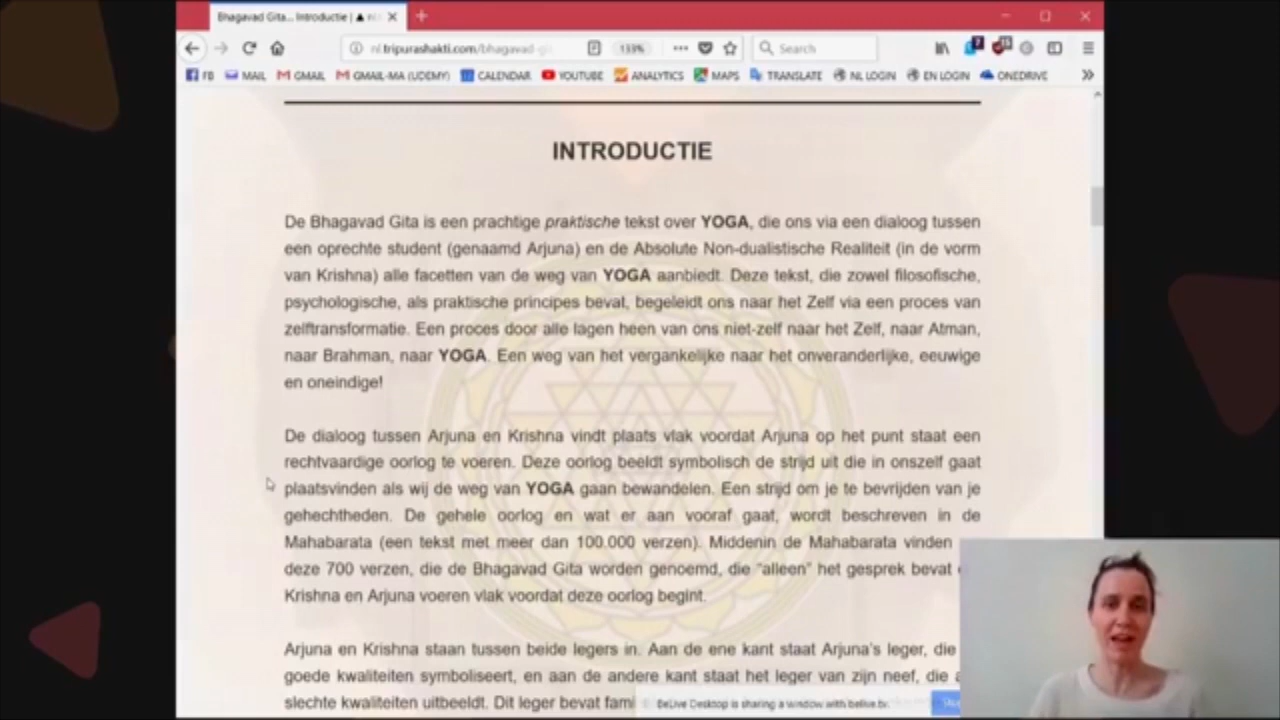 Bhagavad Gita... Introductie |
nl.tripurashakti.com/bhagavad-gi
133%
Search
FB MAIL GMAIL GMAIL-MA (UDEMY) CALENDAR YOUTUBE ANALYTICS MAPS TRANSLATE NL LOGIN EN LOGIN ONEDRIVE
INTRODUCTIE
De Bhagavad Gita is een prachtige praktische tekst over YOGA, die ons via een dialoog tussen
een oprechte student (genaamd Arjuna) en de Absolute Non-dualistische Realiteit (in de vorm
van Krishna) alle facetten van de weg van YOGA aanbiedt. Deze tekst, die zowel filosofische,
psychologische, als praktische principes bevat, begeleidt ons naar het Zelf via een proces van
zelftransformatie. Een proces door alle lagen heen van ons niet-zelf naar het Zelf, naar Atman,
naar Brahman, naar YOGA. Een weg van het vergankelijke naar het onveranderlijke, eeuwige
en oneindige!
De dialoog tussen Arjuna en Krishna vindt plaats vlak voordat Arjuna op het punt staat een
rechtvaardige oorlog te voeren. Deze oorlog beeldt symbolisch de strijd uit die in onszelf gaat
plaatsvinden als wij de weg van YOGA gaan bewandelen. Een strijd om je te bevrijden van je
gehechtheden. De gehele oorlog en wat er aan vooraf gaat, wordt beschreven in de
Mahabarata (een tekst met meer dan 100.000 verzen). Middenin de Mahabarata vinden
deze 700 verzen, die de Bhagavad Gita worden genoemd, die “alleen” het gesprek bevat
Krishna en Arjuna voeren vlak voordat deze oorlog begint.
Arjuna en Krishna staan tussen beide legers in. Aan de ene kant staat Arjuna's leger, die
goede kwaliteiten symboliseert, en aan de andere kant staat het leger van zijn neef, die
slechte kwaliteiten uitbeeldt. Dit leger bevat fami
BeLive Desktop is sharing a window with belive.tv.